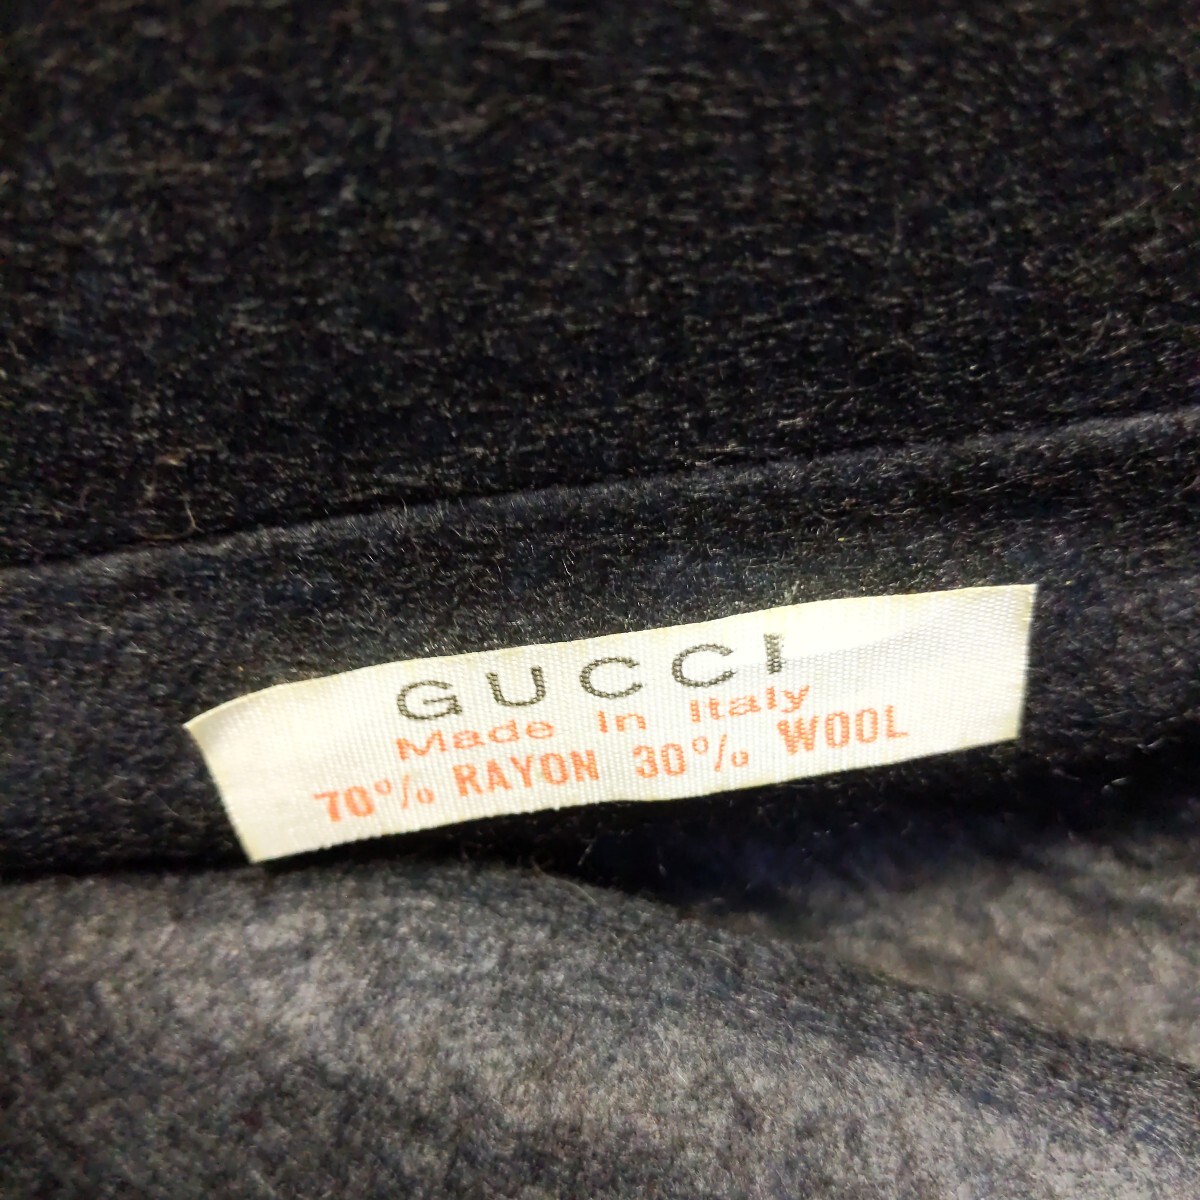 GUCCI
Made in Italy
70% RAYON 30% WOOL